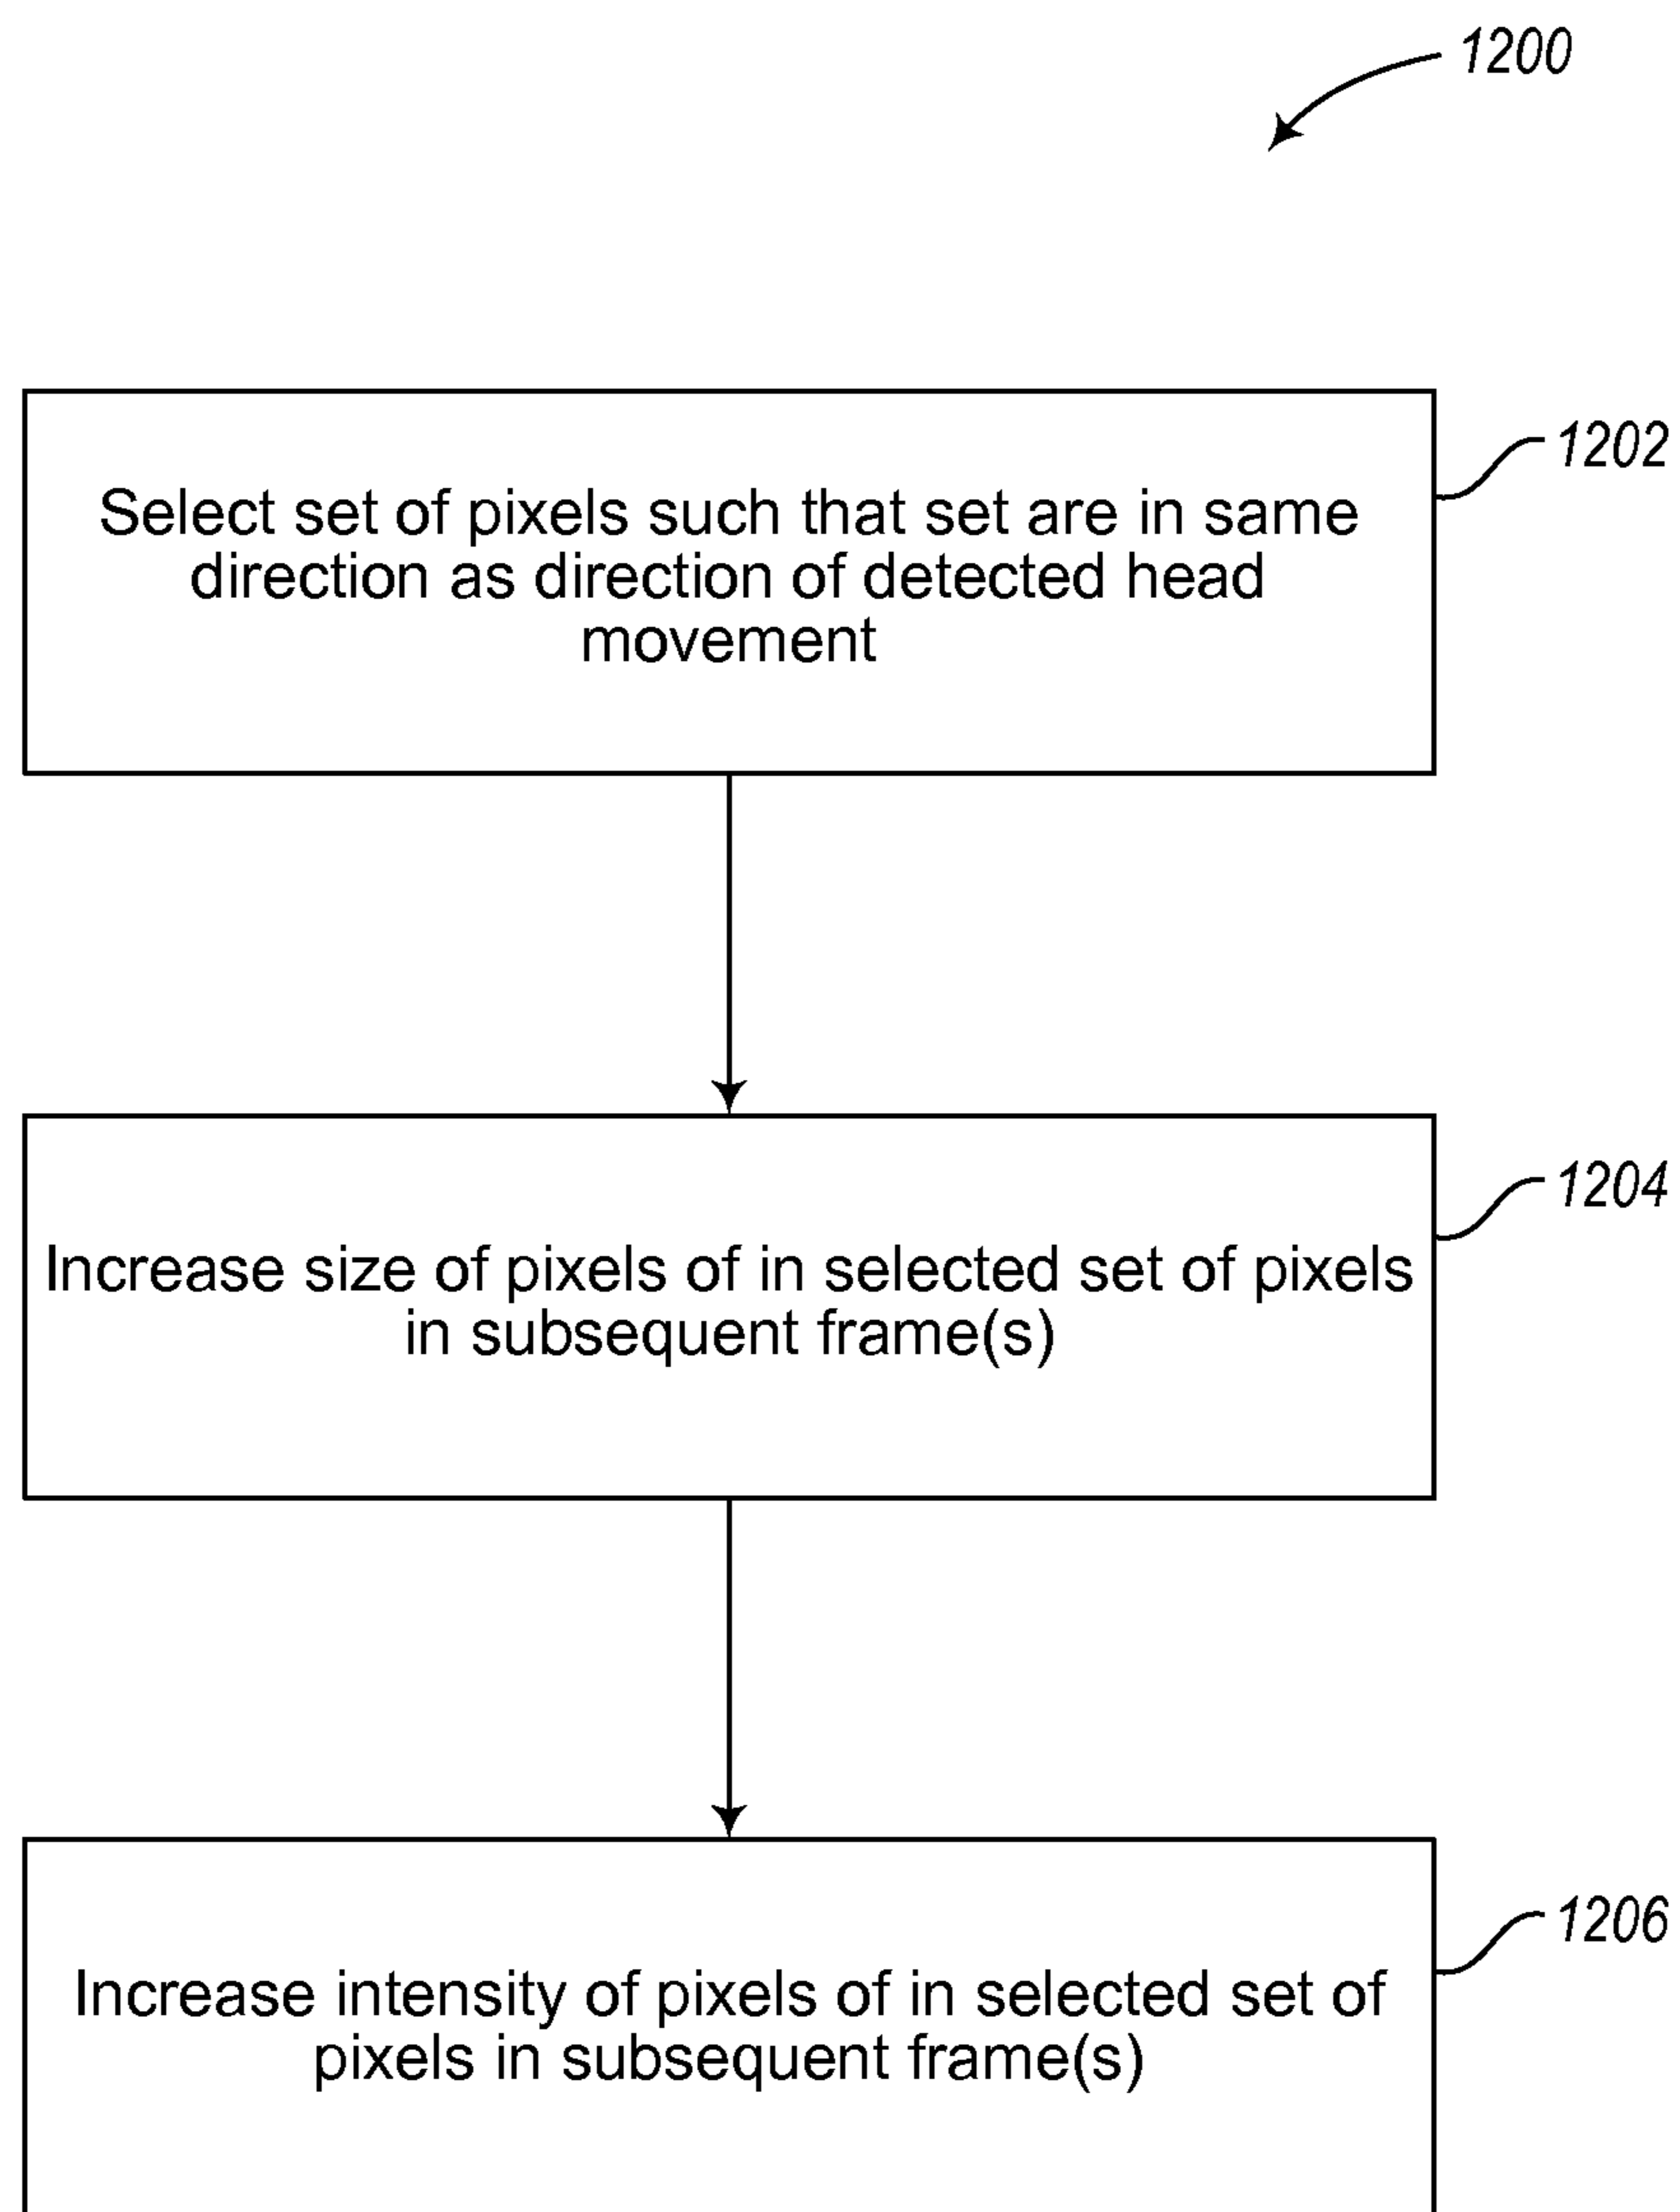 1200
1202
Select set of pixels such that set are in same
direction as direction of detected head
movement
1204
Increase size of pixels of in selected set of pixels
in subsequent frame(s)
1206
Increase intensity of pixels of in selected set of
pixels in subsequent frame(s)